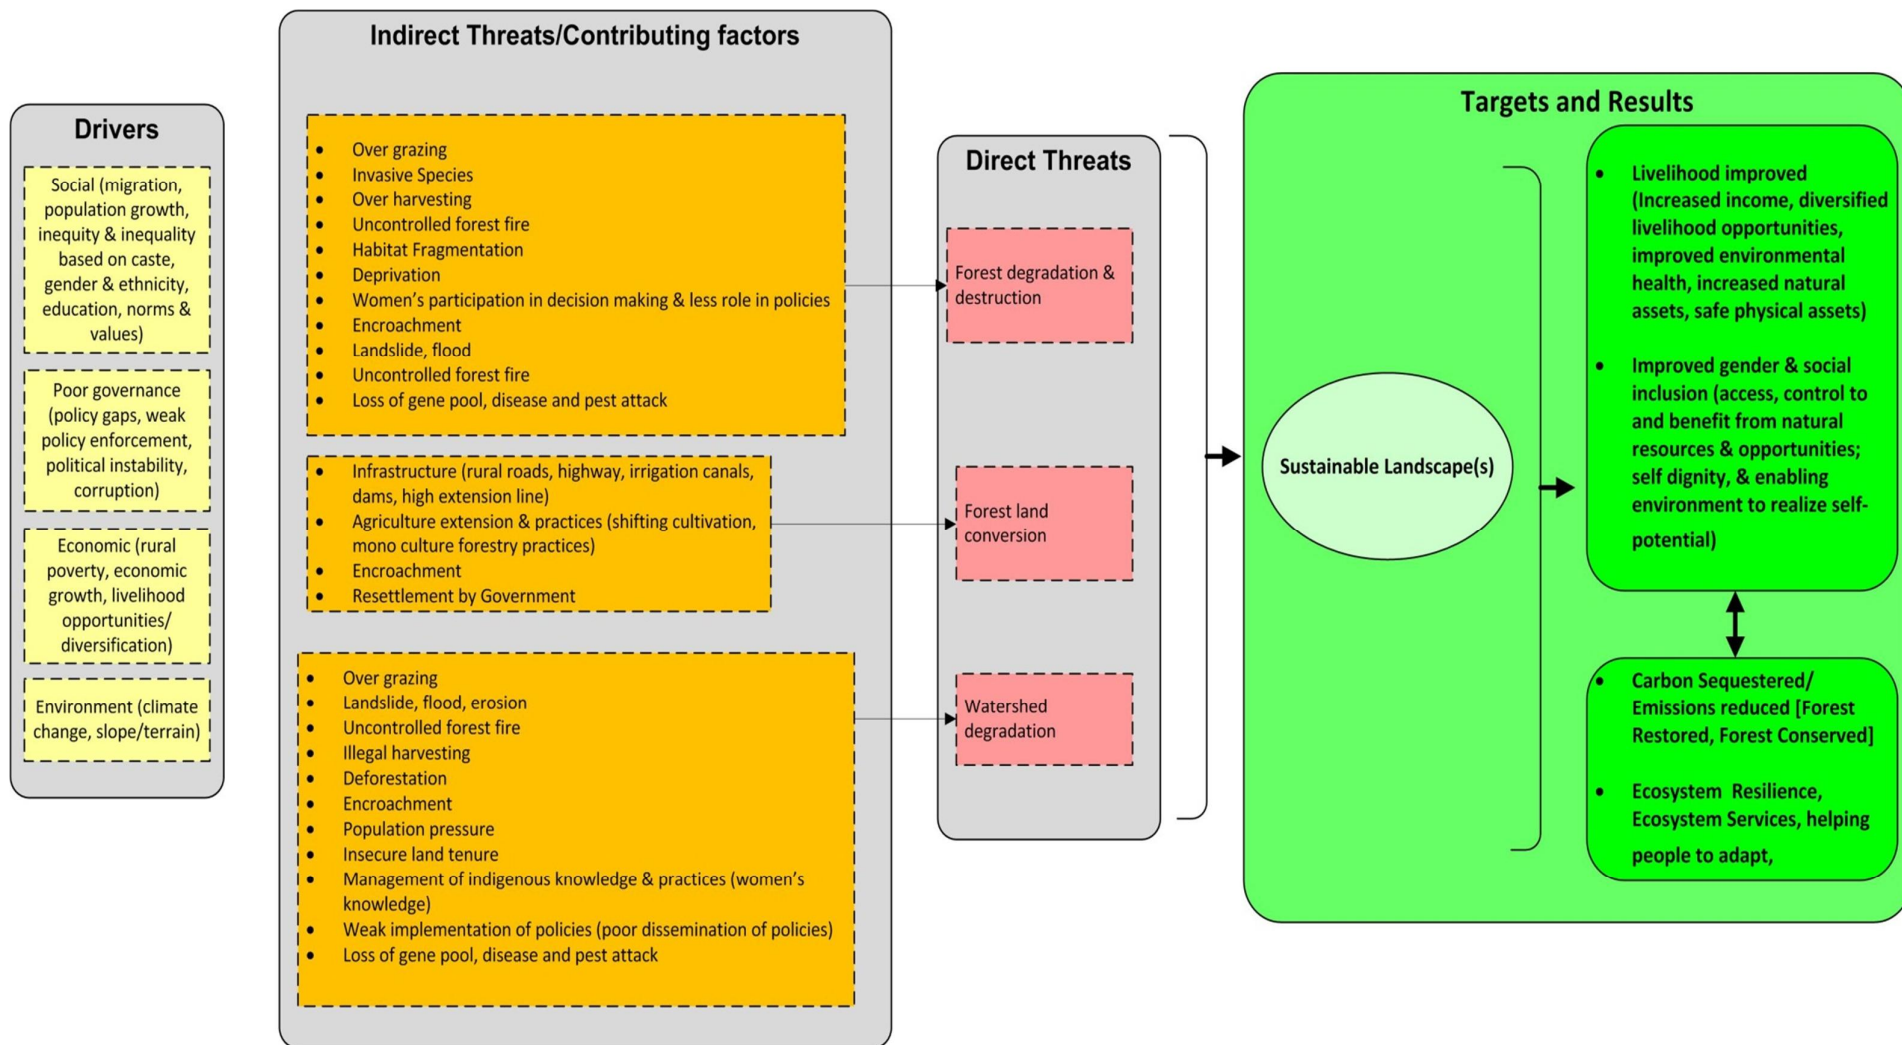 Drivers
Social (migration,
population growth,
inequity & inequality
based on caste,
gender & ethnicity,
education, norms &
values)
Poor governance
(policy gaps, weak
policy enforcement,
political instability,
corruption)
Economic (rural
poverty, economic
growth, livelihood
opportunities/
diversification)
Environment (climate
change, slope/terrain)
Indirect Threats/Contributing factors
• Over grazing
• Invasive Species
• Over harvesting
• Uncontrolled forest fire
• Habitat Fragmentation
• Deprivation
• Women’s participation in decision making & less role in policies
• Encroachment
• Landslide, flood
• Uncontrolled forest fire
• Loss of gene pool, disease and pest attack
• Infrastructure (rural roads, highway, irrigation canals,
dams, high extension line)
• Agriculture extension & practices (shifting cultivation,
mono culture forestry practices)
• Encroachment
• Resettlement by Government
• Over grazing
• Landslide, flood, erosion
• Uncontrolled forest fire
• Illegal harvesting
• Deforestation
• Encroachment
• Population pressure
• Insecure land tenure
• Management of indigenous knowledge & practices (women’s
knowledge)
• Weak implementation of policies (poor dissemination of policies)
• Loss of gene pool, disease and pest attack
Direct Threats
Forest degradation &
destruction
Forest land
conversion
Watershed
degradation
Targets and Results
Sustainable Landscape(s)
• Livelihood improved
(Increased income, diversified
livelihood opportunities,
improved environmental
health, increased natural
assets, safe physical assets)
• Improved gender & social
inclusion (access, control to
and benefit from natural
resources & opportunities;
self dignity, & enabling
environment to realize self-
potential)
• Carbon Sequestered/
Emissions reduced [Forest
Restored, Forest Conserved]
• Ecosystem Resilience,
Ecosystem Services, helping
people to adapt,